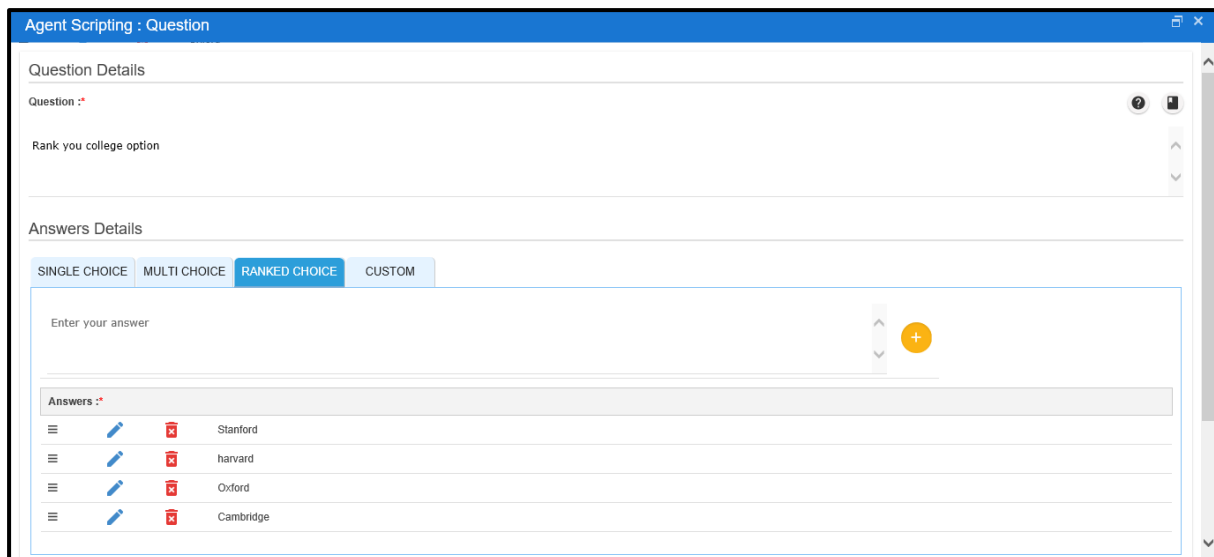 Agent Scripting : Question
Question Details
Question :*
Rank you college option
Answers Details
SINGLE CHOICE MULTI CHOICE RANKED CHOICE CUSTOM
Enter your answer
Answers :*
Stanford
harvard
Oxford
Cambridge